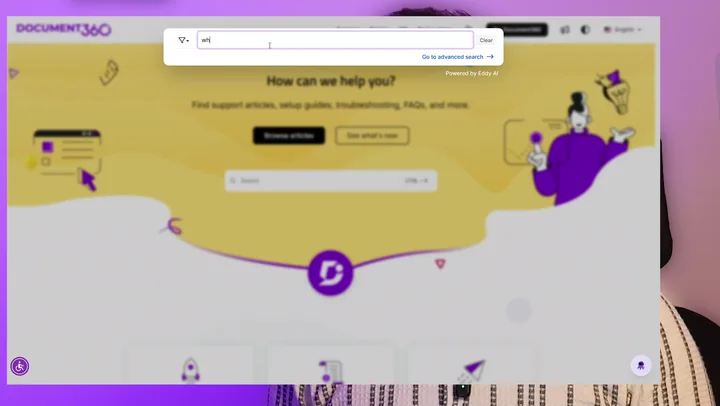 DOCUMENT360
English
wh
Clear
Go to advanced search
Powered by Eddy AI
How can we help you?
Find support articles, setup guides, troubleshooting, FAQs, and more.
Browse articles
See what's new
Search